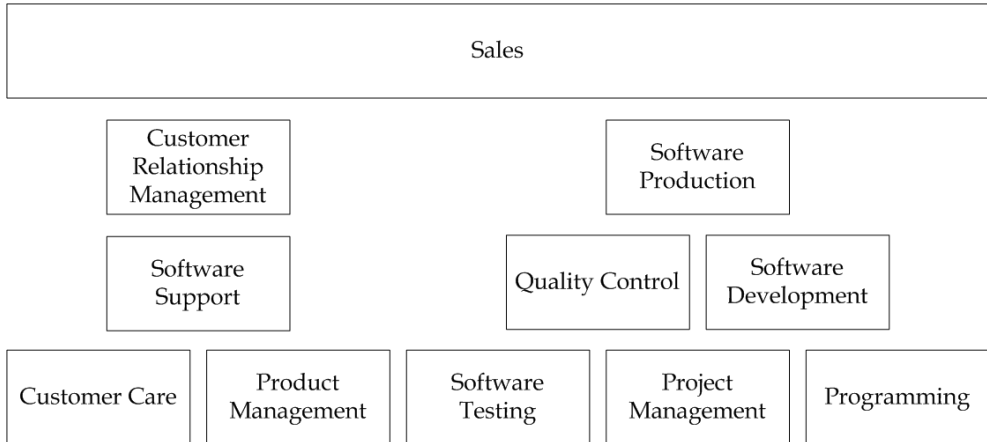 Sales
Customer
Relationship
Management
Software
Production
Software
Support
Quality Control
Software
Development
Customer Care
Product
Management
Software
Testing
Project
Management
Programming